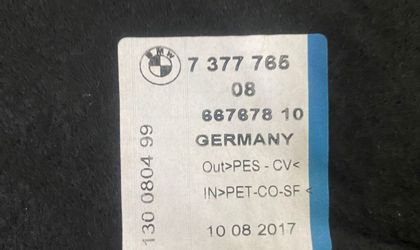 BMW
7 377 765
08
667678 10
GERMANY
Out>PES - CV<
IN>PET-CO-SF <
10 08 2017
130 0804 99